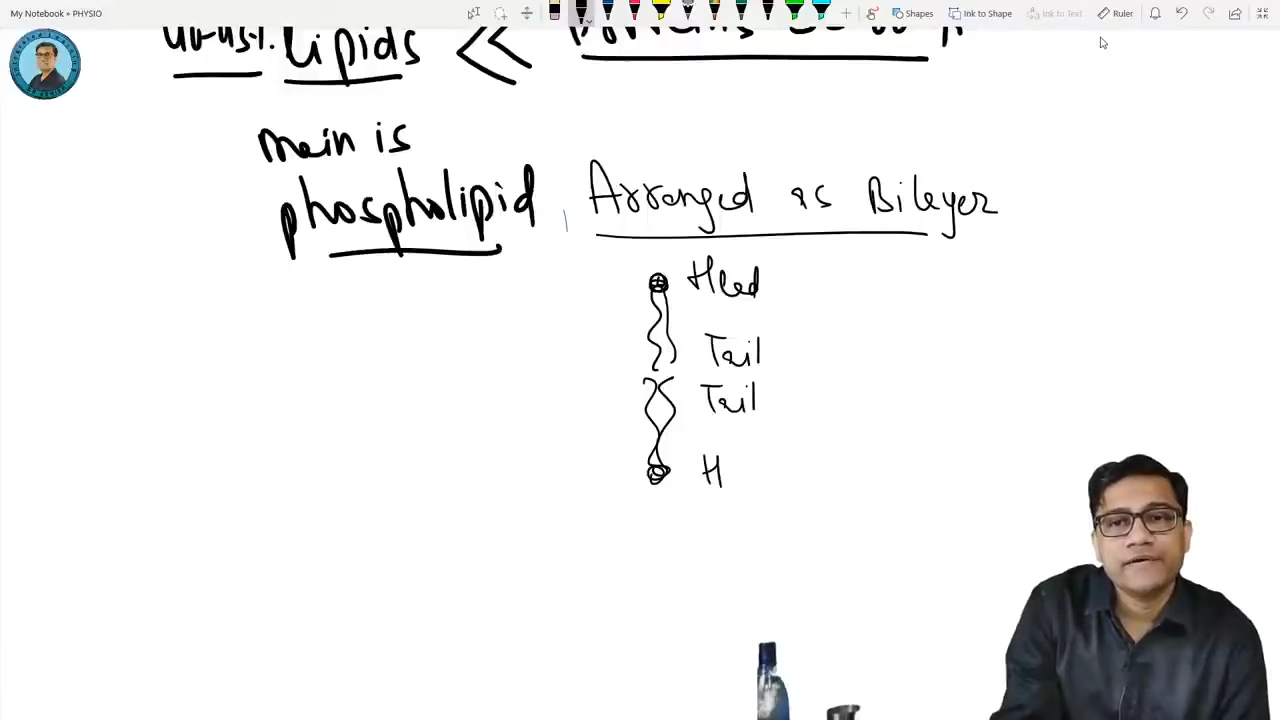 My Notebook » PHYSIO
Shapes
Ink to Shape
Ink to Text
Ruler
Lipids <<
main is
phospholipid, Arranged as Bilayer
Head
Tail
Tail
H